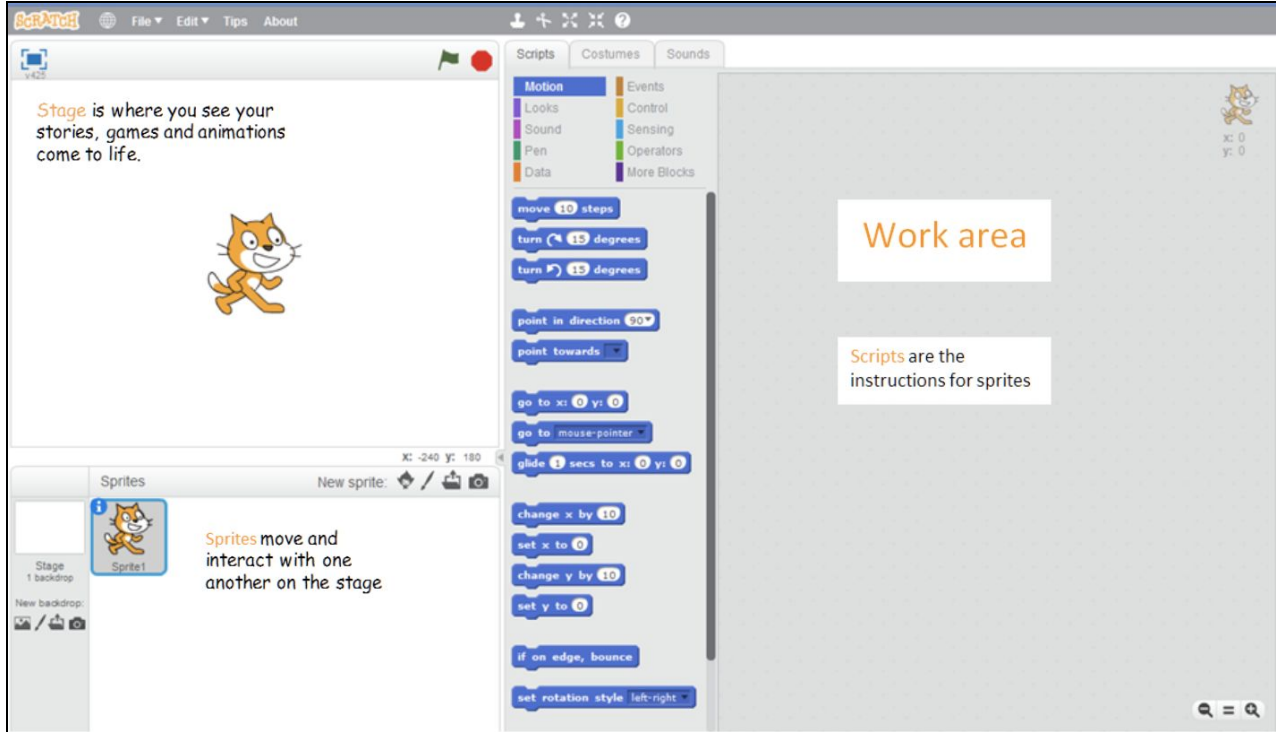 SCRATCH File Edit Tips About
v425
Stage is where you see your
stories, games and animations
come to life.
X: -240 y: 180
Sprites New sprite:
Sprite1
Stage
1 backdrop
New backdrop:
Sprites move and
interact with one
another on the stage
Scripts Costumes Sounds
Motion Events
Looks Control
Sound Sensing
Pen Operators
Data More Blocks
move 10 steps
turn 15 degrees
turn 15 degrees
point in direction 90
point towards
go to x: 0 y: 0
go to mouse-pointer
glide 1 secs to x: 0 y: 0
change x by 10
set x to 0
change y by 10
set y to 0
if on edge, bounce
set rotation style left-right
x: 0
y: 0
Work area
Scripts are the
instructions for sprites